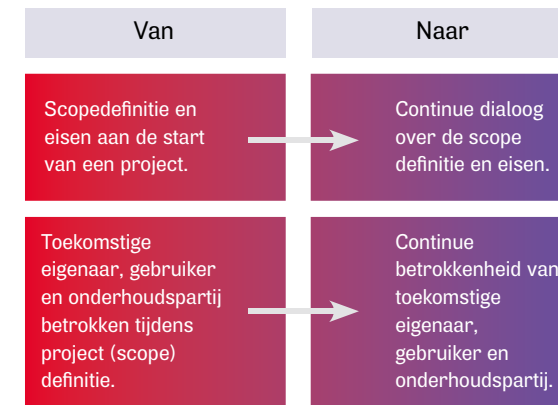 Van
Naar
Scopedefinitie en
eisen aan de start
van een project.
Continue dialoog
over de scope
definitie en eisen.
Toekomstige
eigenaar, gebruiker
en onderhoudspartij
betrokken tijdens
project (scope)
definitie.
Continue
betrokkenheid van
toekomstige
eigenaar,
gebruiker en
onderhoudspartij.